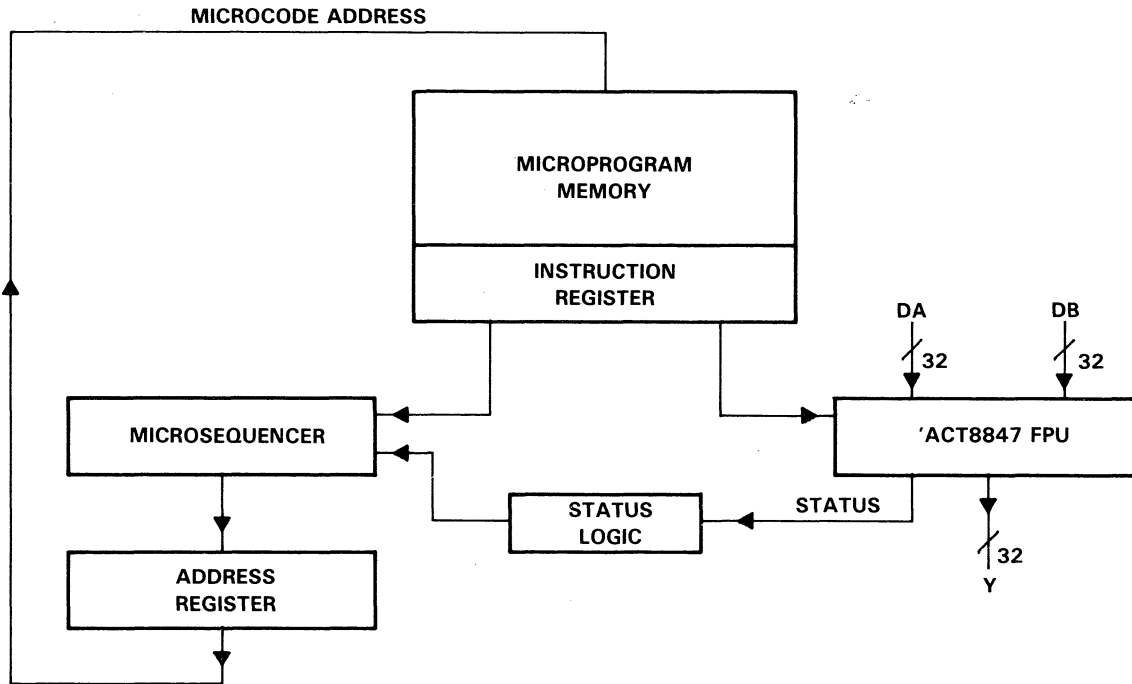 MICROCODE ADDRESS
MICROPROGRAM
MEMORY
INSTRUCTION
REGISTER
DA
DB
32
32
MICROSEQUENCER
'ACT8847 FPU
STATUS
LOGIC
STATUS
32
Y
ADDRESS
REGISTER